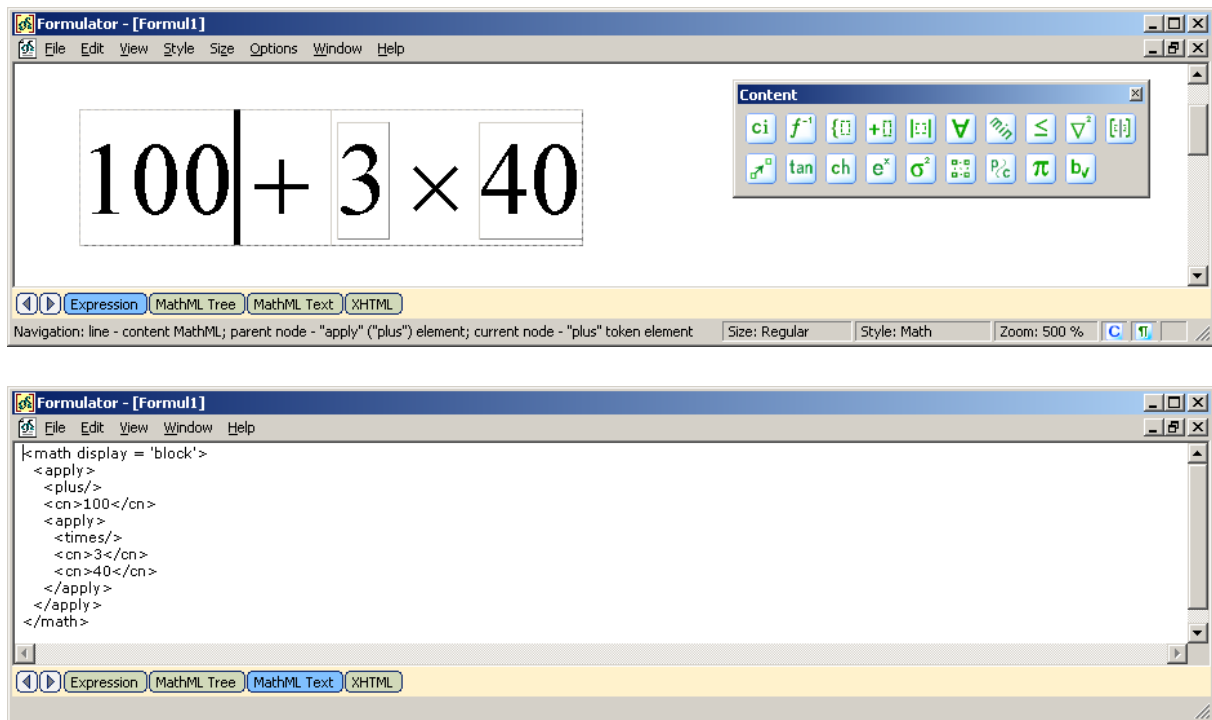 Formulator - [Formul1]
File Edit View Style Size Options Window Help
100 + 3 × 40
Content
ci f⁻¹ {▯ +▯ |▯| ∀ ≤ ∇² [▯]
tan ch eˣ σ² P/C π b
Expression MathML Tree MathML Text XHTML
Navigation: line - content MathML; parent node - "apply" ("plus") element; current node - "plus" token element Size: Regular Style: Math Zoom: 500 % C ¶
Formulator - [Formul1]
File Edit View Window Help
<math display = 'block'>
<apply>
<plus/>
<cn>100</cn>
<apply>
<times/>
<cn>3</cn>
<cn>40</cn>
</apply>
</apply>
</math>
Expression MathML Tree MathML Text XHTML